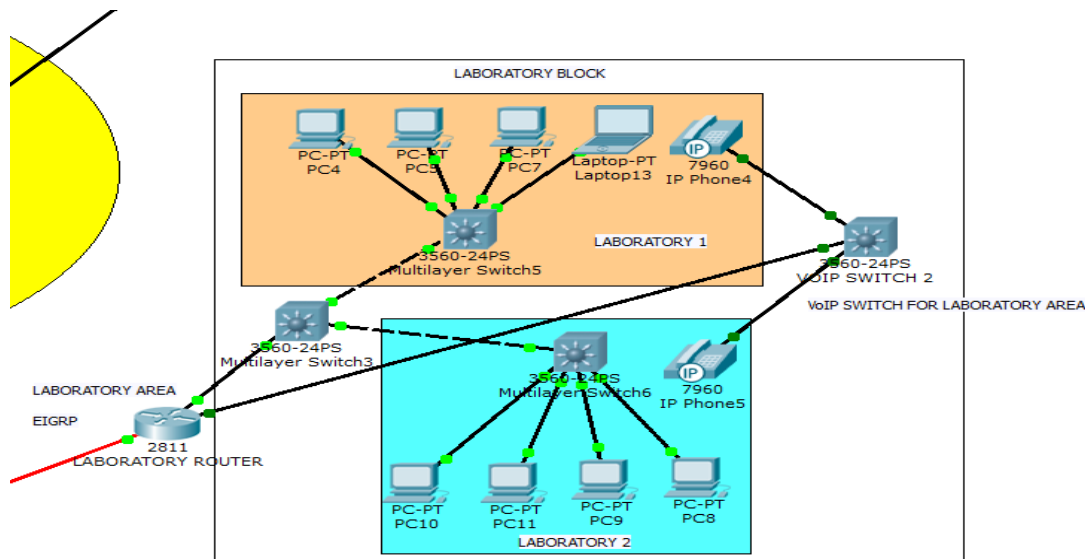 LABORATORY BLOCK
PC-PT
PC4
PC-PT
PC5
PC-PT
PC7
Laptop-PT
Laptop13
IP
7960
IP Phone4
3560-24PS
Multilayer Switch5
LABORATORY 1
3560-24PS
VOIP SWITCH 2
VoIP SWITCH FOR LABORATORY AREA
3560-24PS
Multilayer Switch3
3560-24PS
Multilayer Switch6
IP
7960
IP Phone5
LABORATORY AREA
EIGRP
2811
LABORATORY ROUTER
PC-PT
PC10
PC-PT
PC11
PC-PT
PC9
PC-PT
PC8
LABORATORY 2